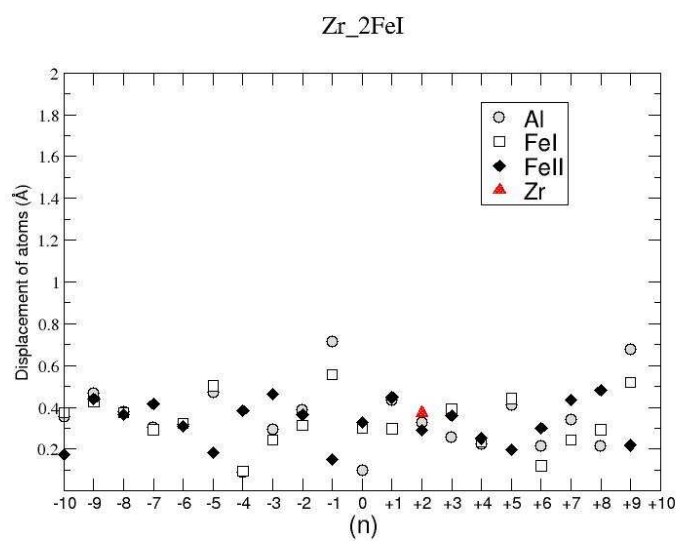 Zr_2FeI
2
1.8
1.6
1.4
1.2
1
0.8
0.6
0.4
0.2
Displacement of atoms (Å)
Al
FeI
FeII
Zr
-10 -9 -8 -7 -6 -5 -4 -3 -2 -1 0 +1 +2 +3 +4 +5 +6 +7 +8 +9 +10
(n)